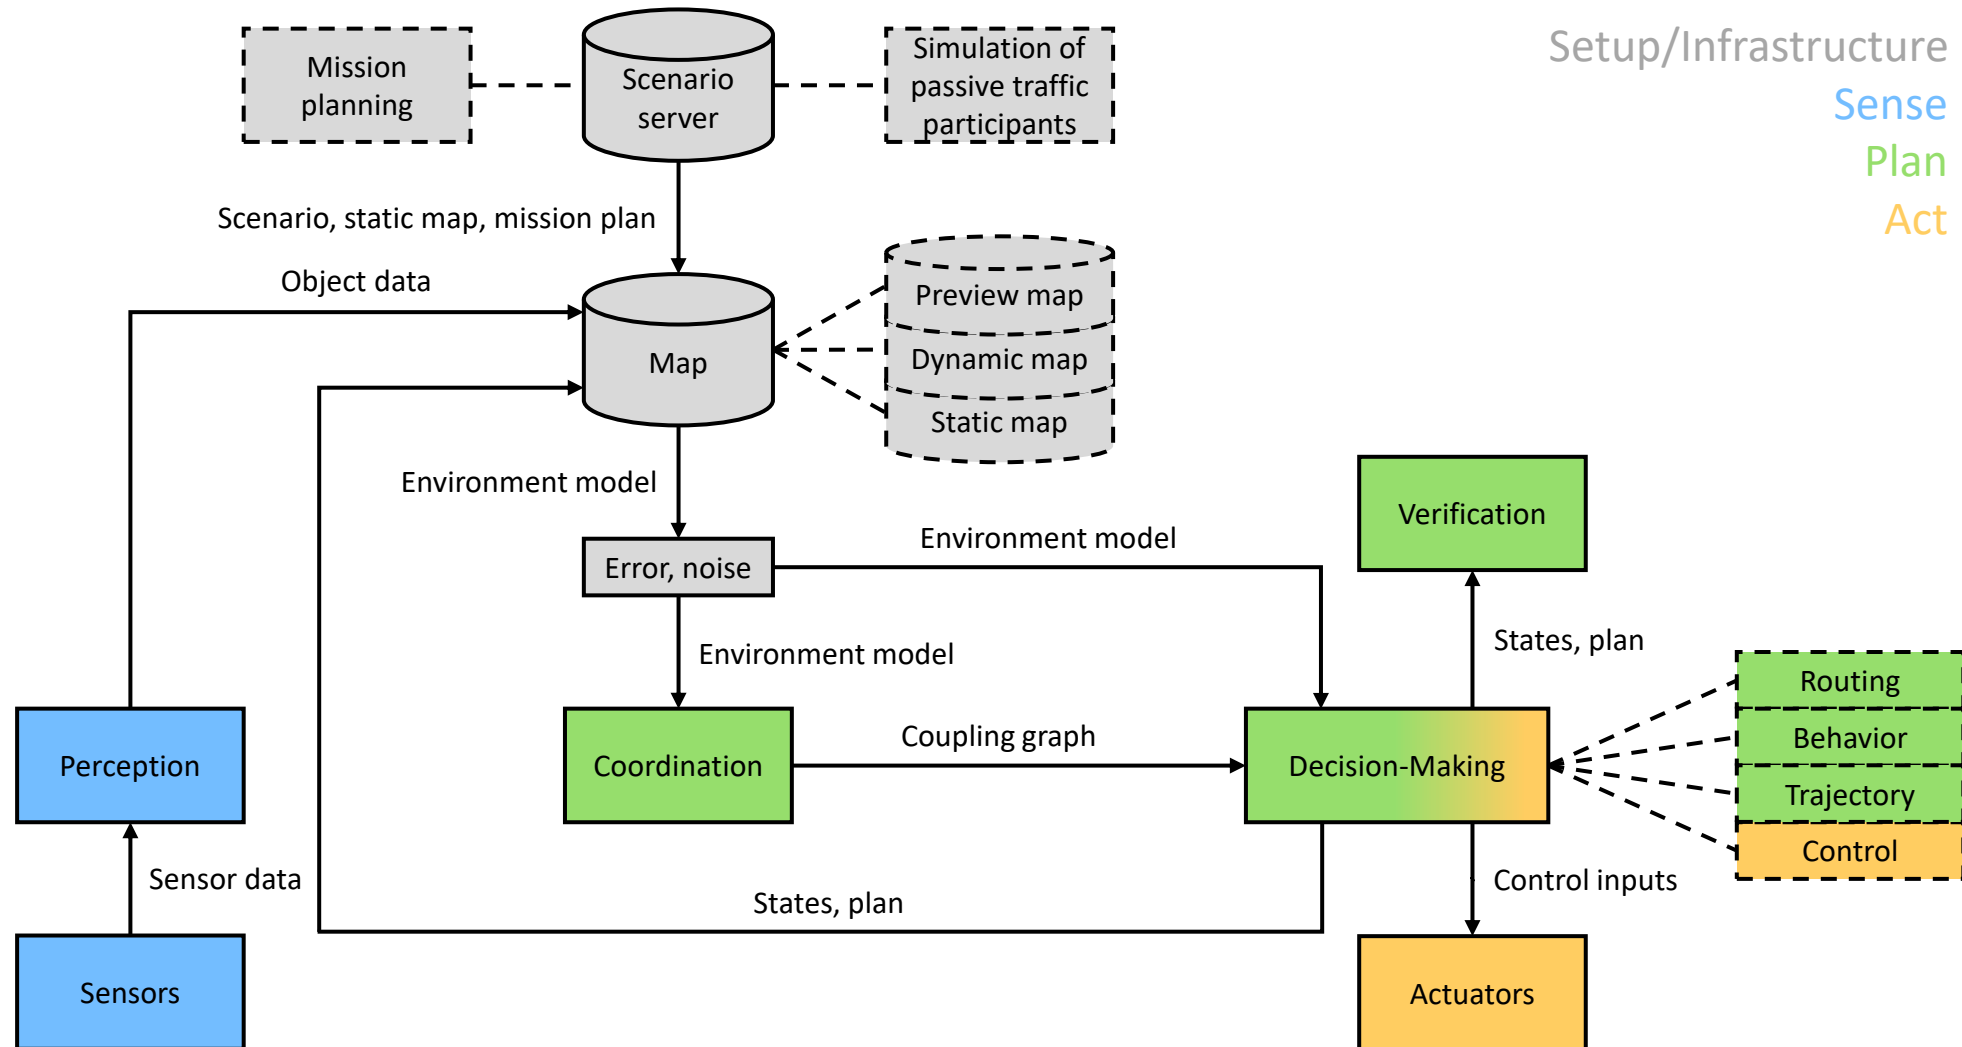 Mission
planning
Scenario
server
Simulation of
passive traffic
participants
Setup/Infrastructure
Sense
Plan
Act
Scenario, static map, mission plan
Object data
Map
Preview map
Dynamic map
Static map
Environment model
Error, noise
Environment model
Verification
Environment model
States, plan
Perception
Coordination
Coupling graph
Decision-Making
Routing
Behavior
Trajectory
Control
Sensor data
States, plan
Control inputs
Sensors
Actuators